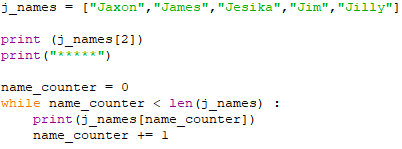 j_names = ["Jaxon","James","Jesika","Jim","Jilly"]
print (j_names[2])
print("*****")
name_counter = 0
while name_counter < len(j_names) :
    print(j_names[name_counter])
    name_counter += 1